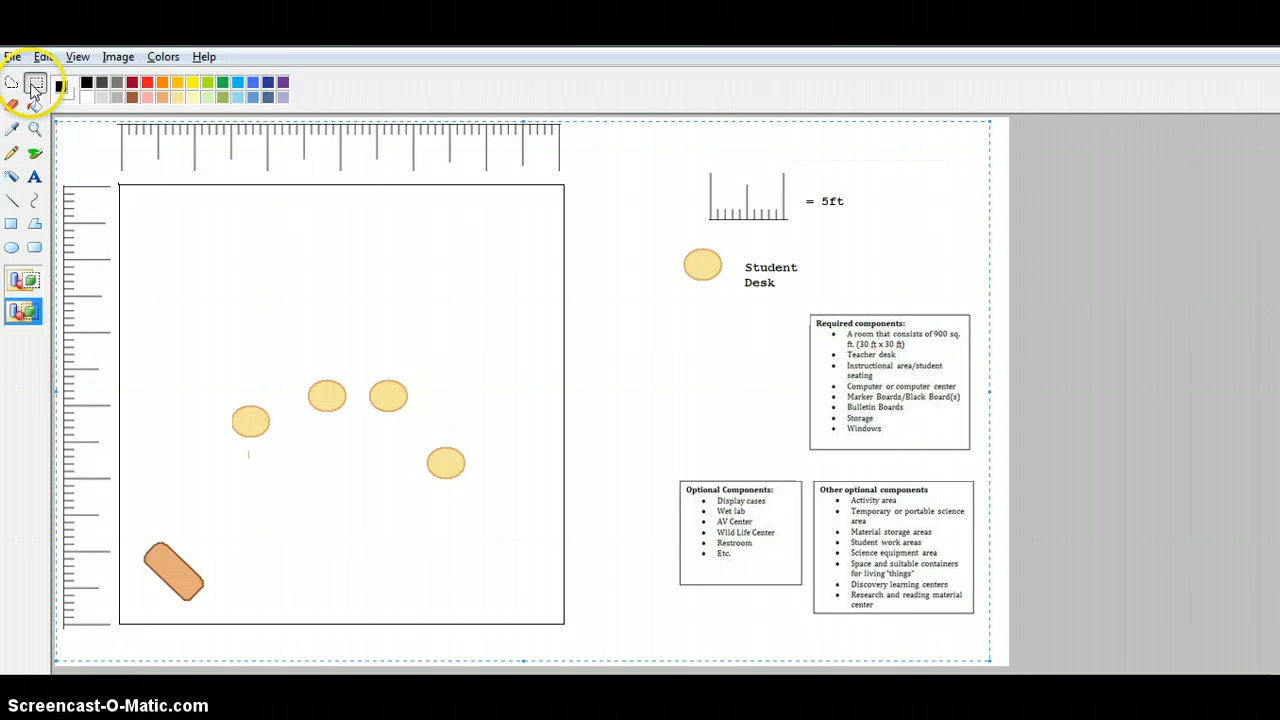 File Edit View Image Colors Help
A
= 5ft
Student
Desk
Required components:
• A room that consists of 900 sq.
ft. (30 ft x 30 ft)
• Teacher desk
• Instructional area/student
seating
• Computer or computer center
• Marker Boards/Black Board(s)
• Bulletin Boards
• Storage
• Windows
Optional Components:
• Display cases
• Wet lab
• AV Center
• Wild Life Center
• Restroom
• Etc.
Other optional components
• Activity area
• Temporary or portable science
area
• Material storage areas
• Student work areas
• Science equipment area
• Space and suitable containers
for living "things"
• Discovery learning centers
• Research and reading material
center
Screencast-O-Matic.com